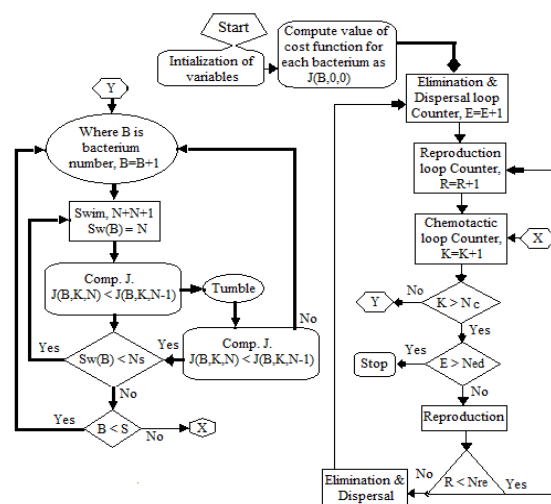 Start
Intialization of
variables
Compute value of
cost function for
each bacterium as
J(B,0,0)
Elimination &
Dispersal loop
Counter, E=E+1
Reproduction
loop Counter,
R=R+1
Chemotactic
loop Counter,
K=K+1
X
No
Y
K > Nc
Yes
Yes
Stop
E > Ned
No
Reproduction
No
R < Nre
Yes
Elimination &
Dispersal
Y
Where B is
bacterium
number, B=B+1
Swim, N+N+1
Sw(B) = N
Comp. J.
J(B,K,N) < J(B,K,N-1)
Tumble
No
Comp. J.
J(B,K,N) < J(B,K,N-1)
Yes
Yes
Sw(B) < Ns
No
Yes
B < S
No
X